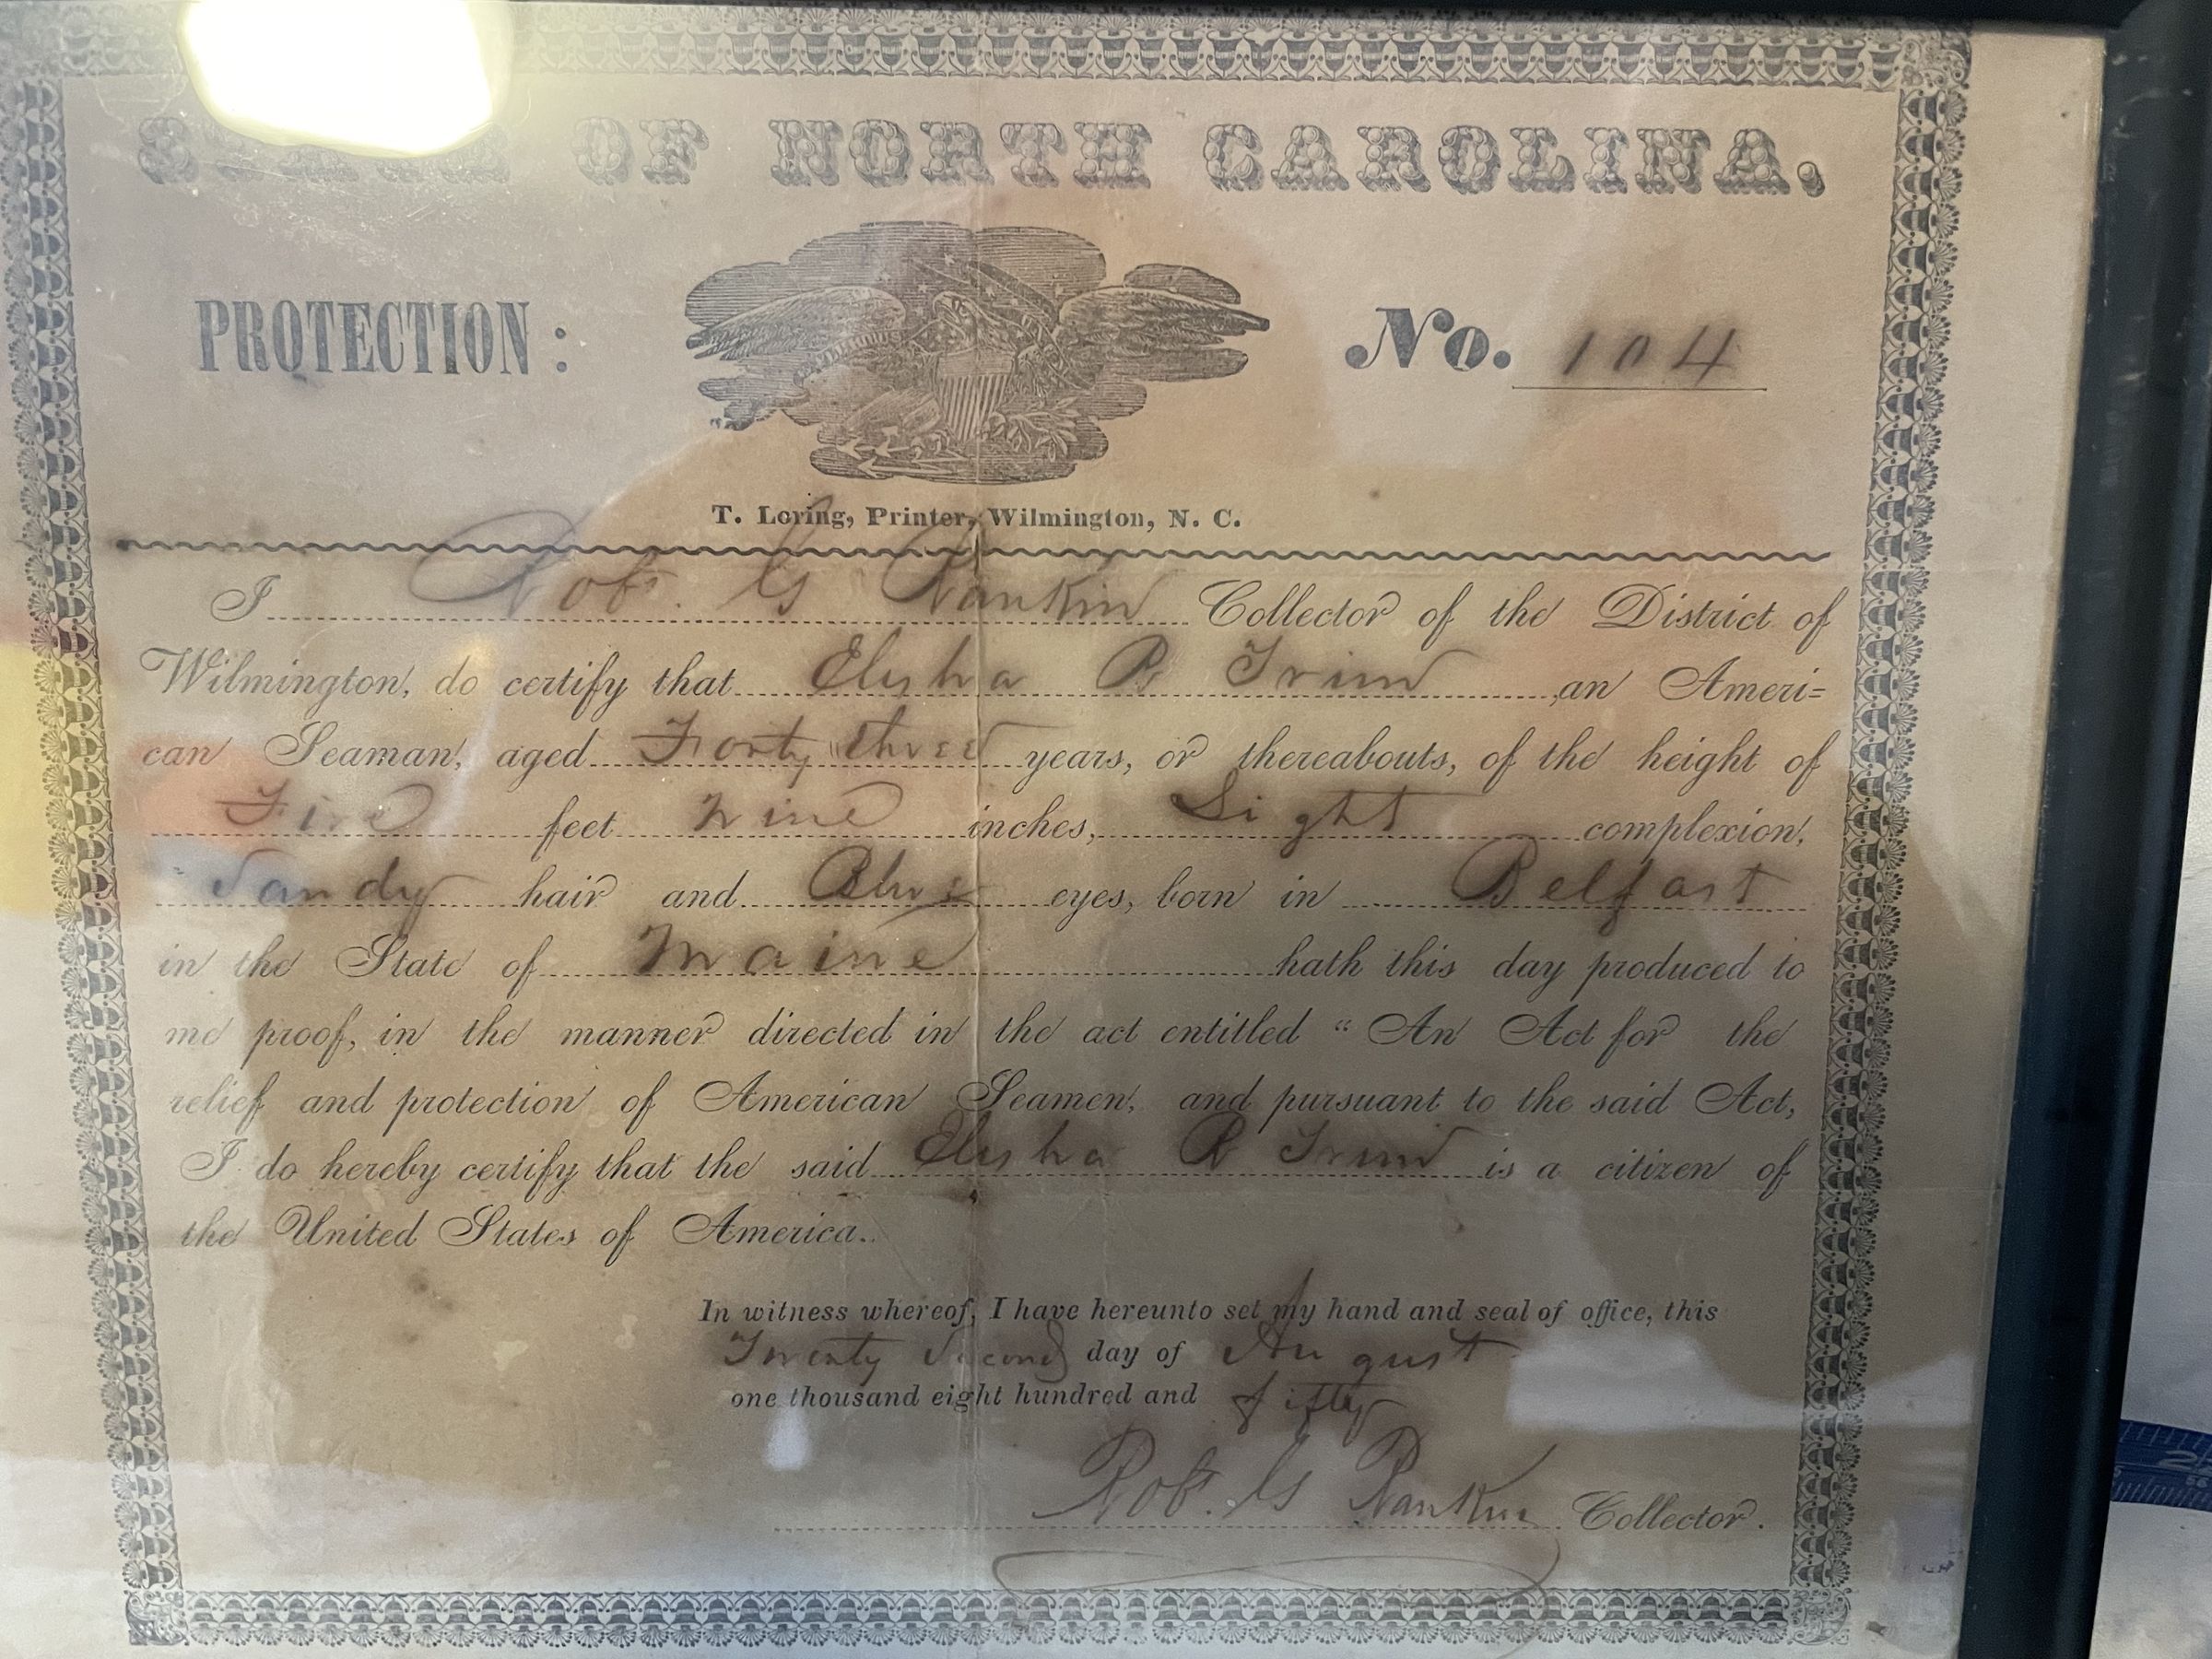 STATE OF NORTH CAROLINA.
PROTECTION: No. 104
T. Loring, Printer, Wilmington, N. C.
I Robt. G Rankin Collector of the District of
Wilmington, do certify that Elisha R Trim, an Ameri=
can Seaman, aged Forty three years, or thereabouts, of the height of
Five feet nine inches, Light complexion,
Sandy hair and Blue eyes, born in Belfast
in the State of Maine hath this day produced to
me proof, in the manner directed in the act entitled “ An Act for the
relief and protection of American Seamen, and pursuant to the said Act,
I do hereby certify that the said Elisha R Trim is a citizen of
the United States of America..
In witness whereof, I have hereunto set my hand and seal of office, this
Twenty Second day of August
one thousand eight hundred and fifty
Robt. G Rankin Collector.